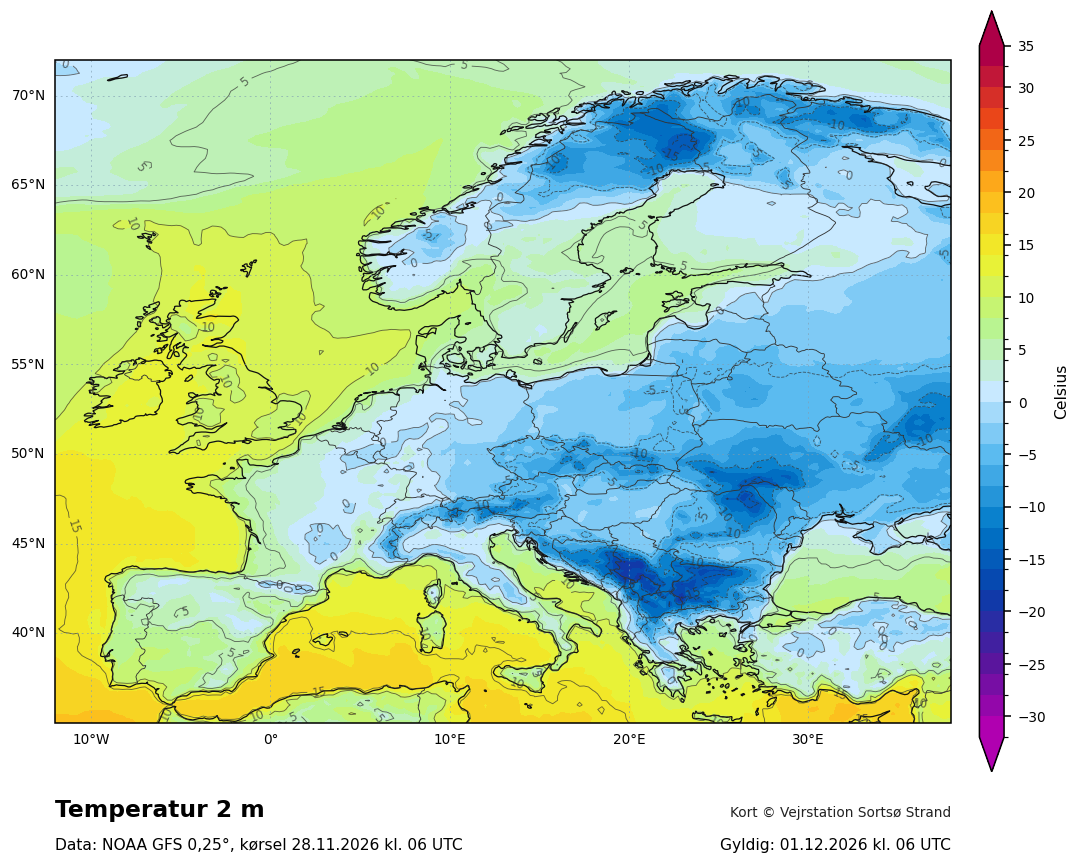 35
30
25
20
15
10
5
0
−5
−10
−15
−20
−25
−30
Celsius
70°N
65°N
60°N
55°N
50°N
45°N
40°N
10°W
0°
10°E
20°E
30°E
Temperatur 2 m
Kort © Vejrstation Sortsø Strand
Data: NOAA GFS 0,25°, kørsel 28.11.2026 kl. 06 UTC
Gyldig: 01.12.2026 kl. 06 UTC